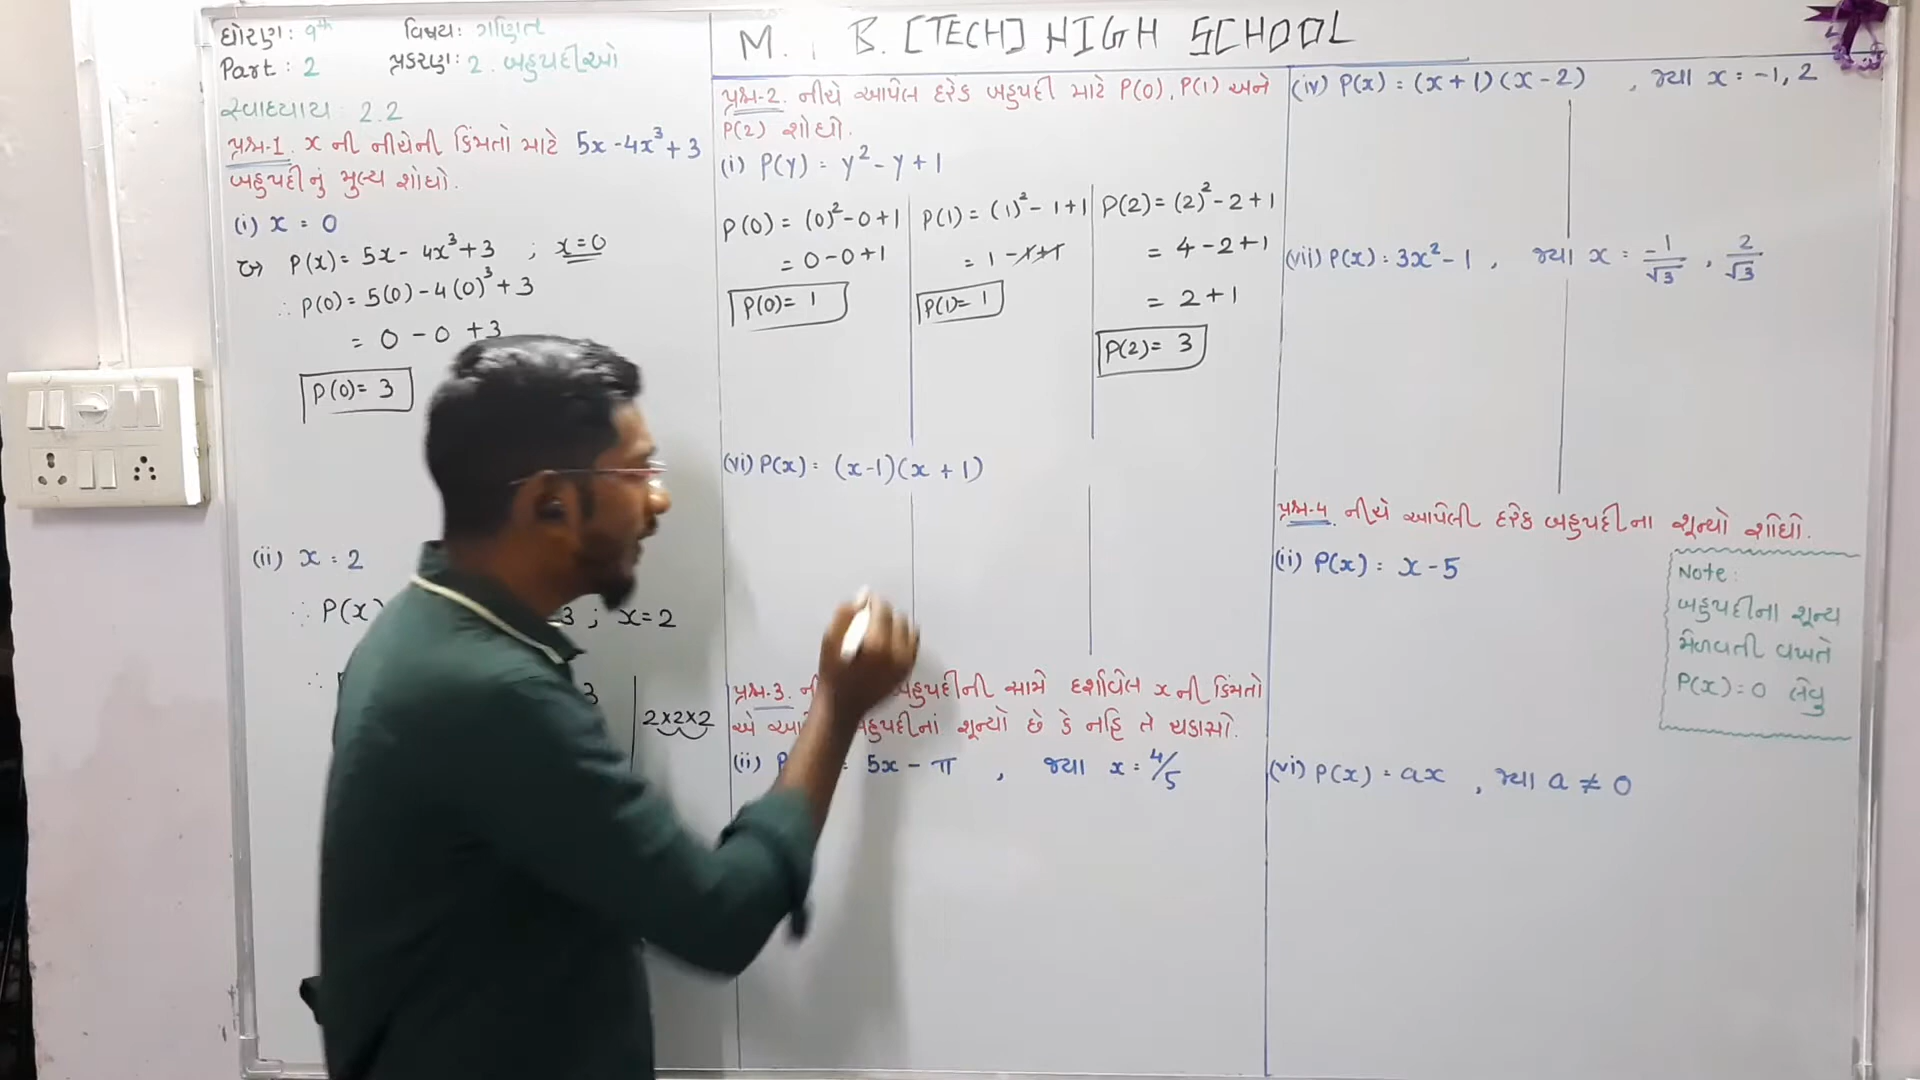 ધોરણ: 9th વિષય: ગણિત
Part: 2 પ્રકરણ: 2. બહુપદીઓ
સ્વાધ્યાય: 2.2
પ્રશ્ન-1. x ની નીચેની કિંમતો માટે 5x - 4x³ + 3
બહુપદીનું મુલ્ય શોધો.
(i) x = 0
P(x) = 5x - 4x³ + 3 ; x=0
∴ P(0) = 5(0) - 4(0)³ + 3
= 0 - 0 + 3
P(0) = 3
(ii) x = 2
∴ P(x) 3 ; x=2
∴ 3
2×2×2
M. B. [TECH] HIGH SCHOOL
પ્રશ્ન-2. નીચે આપેલ દરેક બહુપદી માટે P(0), P(1) અને
P(2) શોધો.
(i) P(y) = y² - y + 1
P(0) = (0)² - 0 + 1
= 0 - 0 + 1
P(0) = 1
P(1) = (1)² - 1 + 1
= 1 - 1 + 1
P(1) = 1
P(2) = (2)² - 2 + 1
= 4 - 2 + 1
= 2 + 1
P(2) = 3
(vi) P(x) = (x-1)(x + 1)
પ્રશ્ન-3. બહુપદીની સામે દર્શાવેલ x ની કિંમતો
એ બહુપદીનાં શૂન્યો છે કે નહિ તે ચકાસો.
(ii) P = 5x - π , જ્યા x = 4/5
(iv) P(x) = (x + 1)(x - 2) , જ્યા x = -1, 2
(vii) P(x) = 3x² - 1 , જ્યા x = -1/√3 , 2/√3
પ્રશ્ન-4. નીચે આપેલી દરેક બહુપદીના શૂન્યો શોધો.
(ii) P(x) = x - 5
Note:
બહુપદીના શૂન્ય
મેળવતી વખતે
P(x) = 0 લેવુ
(vi) P(x) = ax , જ્યા a ≠ 0